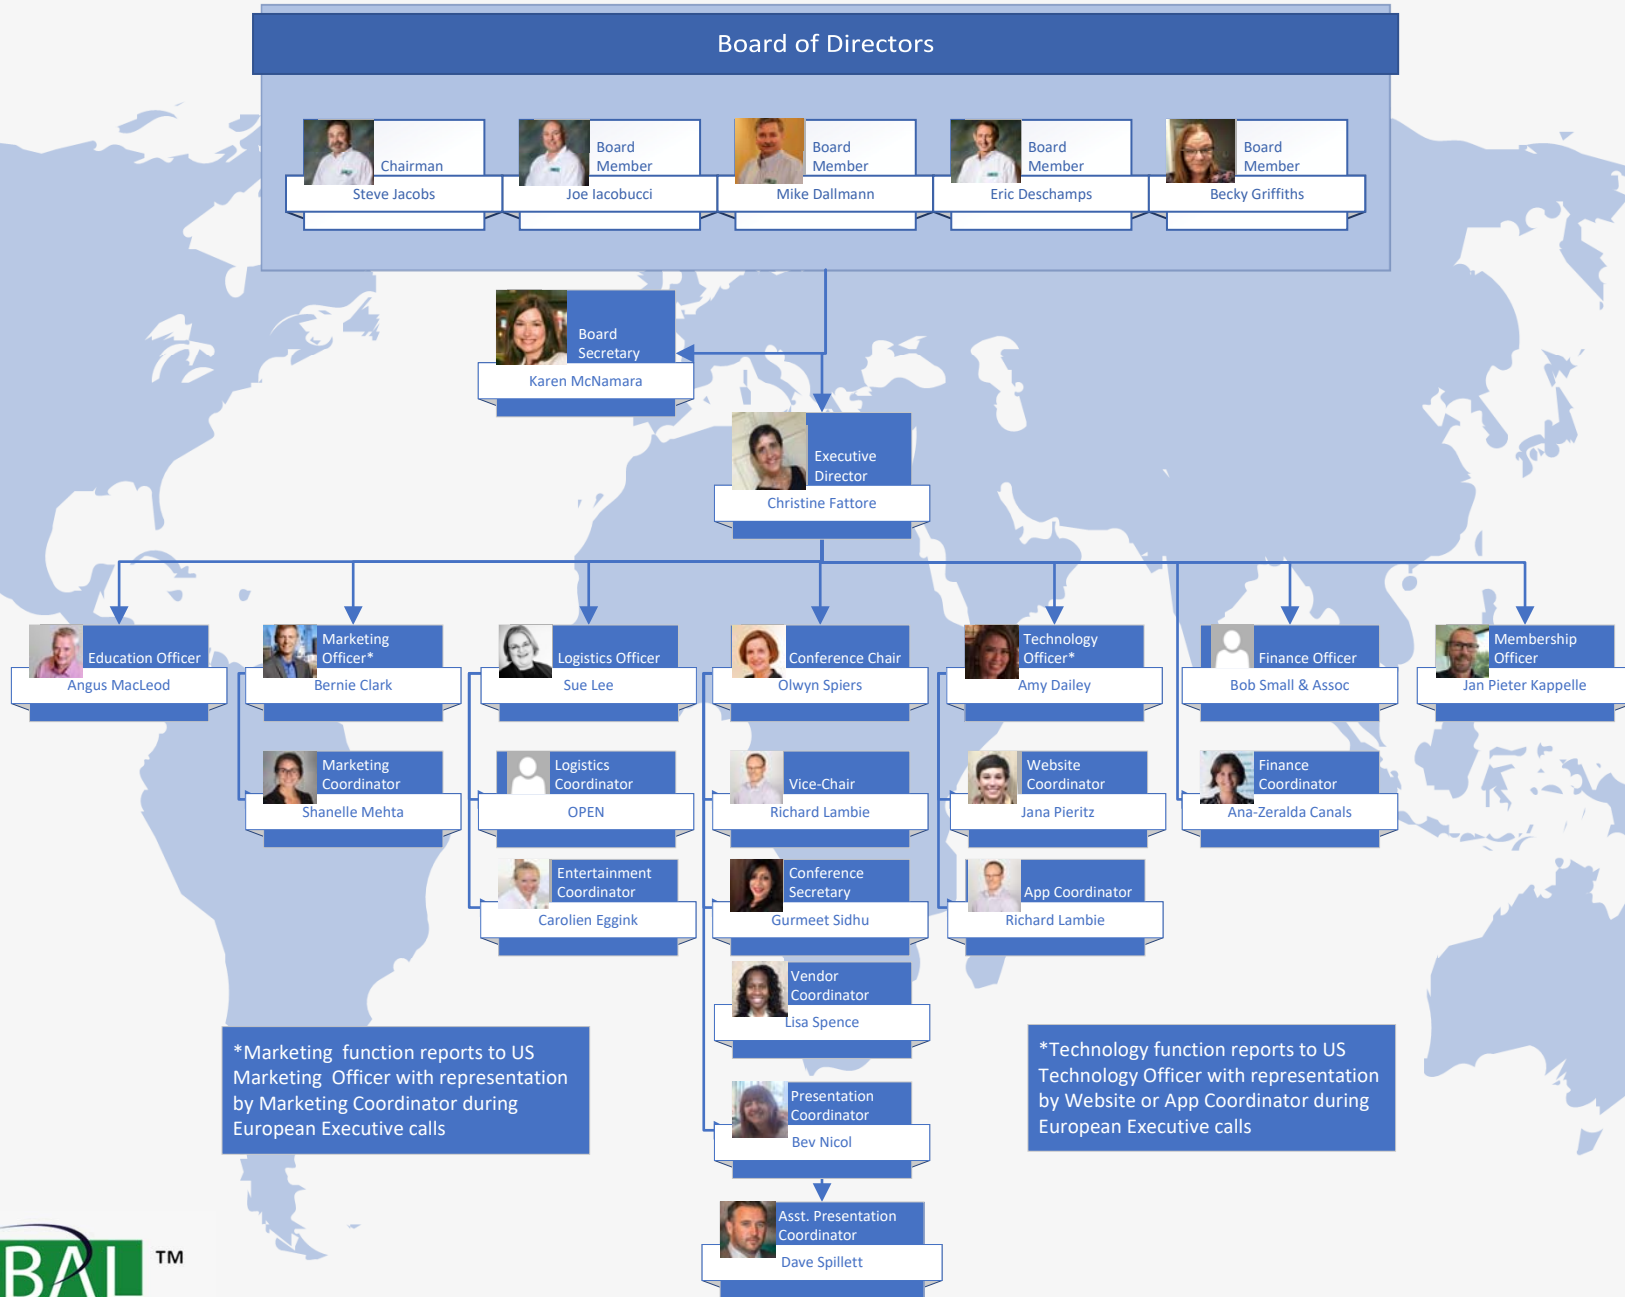 Board of Directors
Chairman
Steve Jacobs
Board
Member
Joe Iacobucci
Board
Member
Mike Dallmann
Board
Member
Eric Deschamps
Board
Member
Becky Griffiths
Board
Secretary
Karen McNamara
Executive
Director
Christine Fattore
Education Officer
Angus MacLeod
Marketing
Officer*
Bernie Clark
Logistics Officer
Sue Lee
Conference Chair
Olwyn Spiers
Technology
Officer*
Amy Dailey
Finance Officer
Bob Small & Assoc
Membership
Officer
Jan Pieter Kappelle
Marketing
Coordinator
Shanelle Mehta
Logistics
Coordinator
OPEN
Vice-Chair
Richard Lambie
Website
Coordinator
Jana Pieritz
Finance
Coordinator
Ana-Zeralda Canals
Entertainment
Coordinator
Carolien Eggink
Conference
Secretary
Gurmeet Sidhu
App Coordinator
Richard Lambie
Vendor
Coordinator
Lisa Spence
*Marketing function reports to US
Marketing Officer with representation
by Marketing Coordinator during
European Executive calls
*Technology function reports to US
Technology Officer with representation
by Website or App Coordinator during
European Executive calls
Presentation
Coordinator
Bev Nicol
Asst. Presentation
Coordinator
Dave Spillett
BAL TM